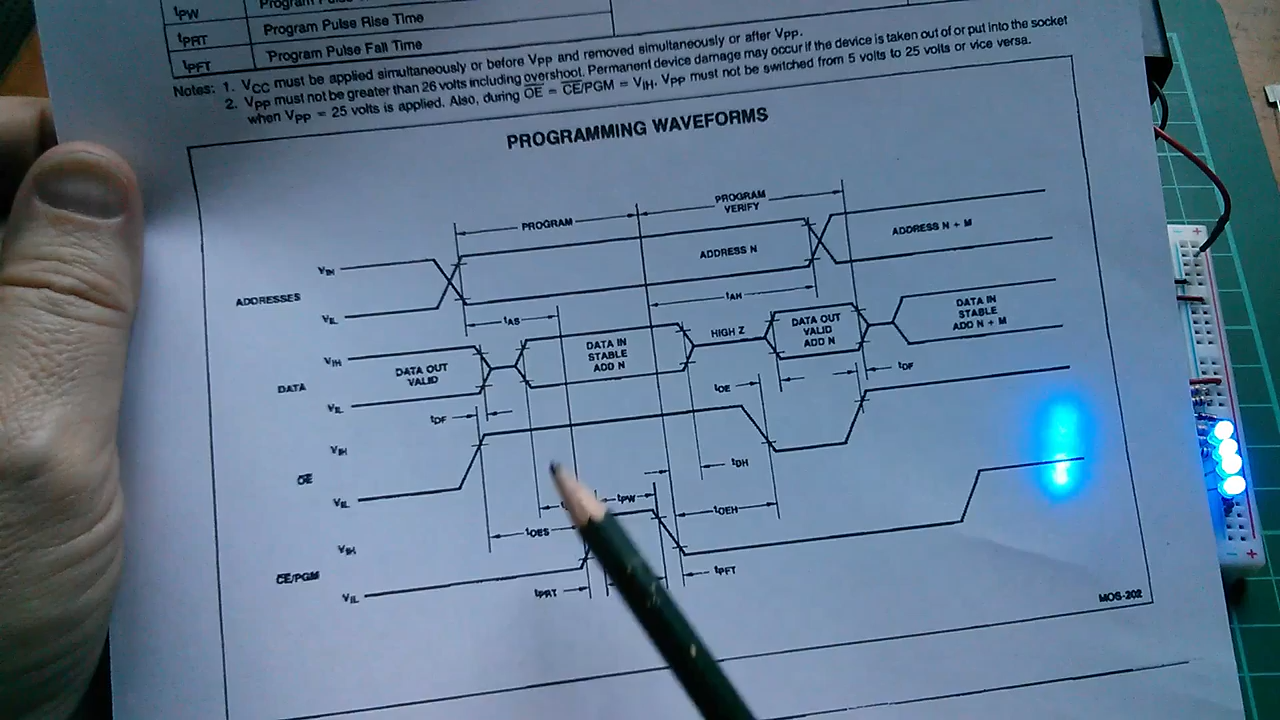 tPW Program Pulse
tPRT Program Pulse Rise Time
tPFT Program Pulse Fall Time
Notes: 1. VCC must be applied simultaneously or before VPP and removed simultaneously or after VPP.
2. VPP must not be greater than 26 volts including overshoot. Permanent device damage may occur if the device is taken out of or put into the socket
when VPP = 25 volts is applied. Also, during OE = CE/PGM = VIH. VPP must not be switched from 5 volts to 25 volts or vice versa.
PROGRAMMING WAVEFORMS
PROGRAM
PROGRAM
VERIFY
ADDRESSES
VIH
VIL
ADDRESS N
ADDRESS N + M
tAH
tAS
DATA
VIH
VIL
DATA OUT
VALID
DATA IN
STABLE
ADD N
HIGH Z
DATA OUT
VALID
ADD N
DATA IN
STABLE
ADD N + M
tDF
tOE
tDF
OE
VIH
VIL
tDH
tOES
tPW
tOEH
CE/PGM
VIH
VIL
tPRT
tPFT
MOS-202